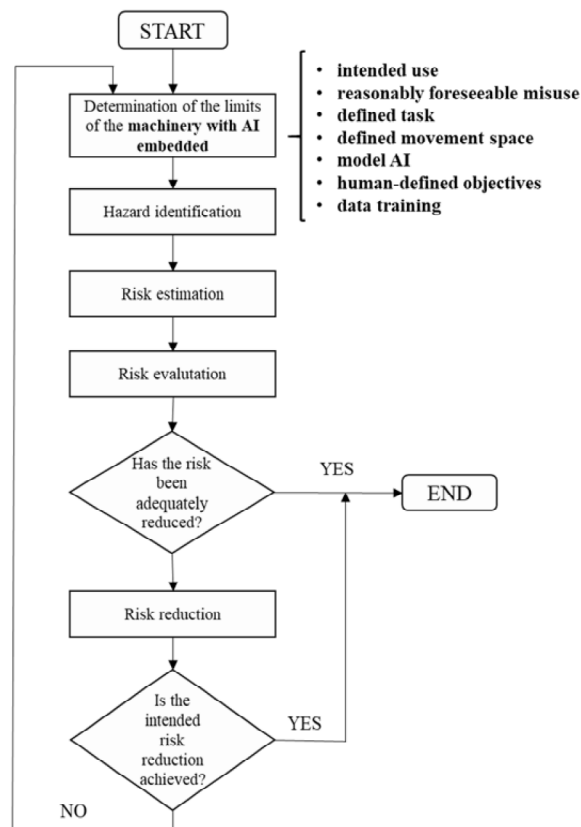 START
Determination of the limits
of the machinery with AI
embedded
• intended use
• reasonably foreseeable misuse
• defined task
• defined movement space
• model AI
• human-defined objectives
• data training
Hazard identification
Risk estimation
Risk evalutation
Has the risk
been
adequately
reduced?
YES
END
Risk reduction
Is the
intended
risk
reduction
achieved?
YES
NO